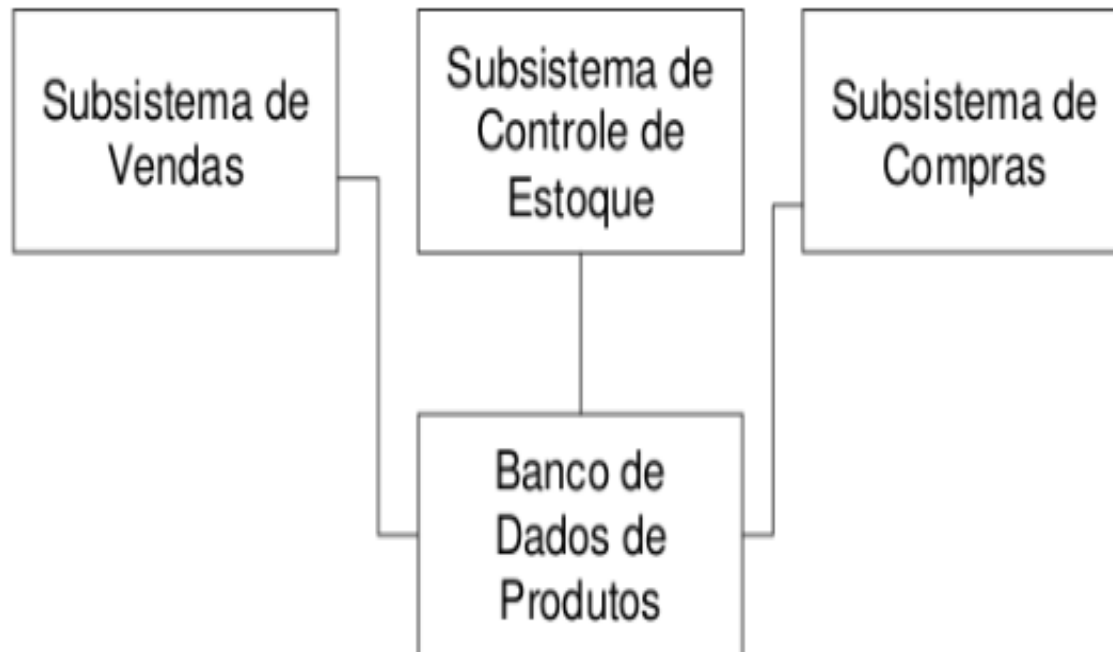 Subsistema de
Vendas
Subsistema de
Controle de
Estoque
Subsistema de
Compras
Banco de
Dados de
Produtos